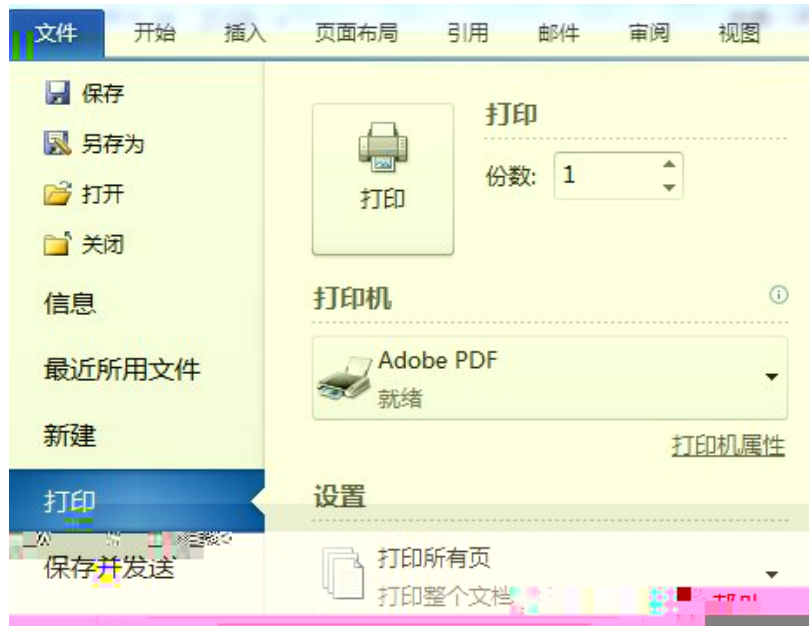 文件 开始 插入 页面布局 引用 邮件 审阅 视图
保存
另存为
打开
关闭
信息
最近所用文件
新建
打印
保存并发送
打印
打印
份数: 1
打印机
Adobe PDF
就绪
打印机属性
设置
打印所有页
打印整个文档